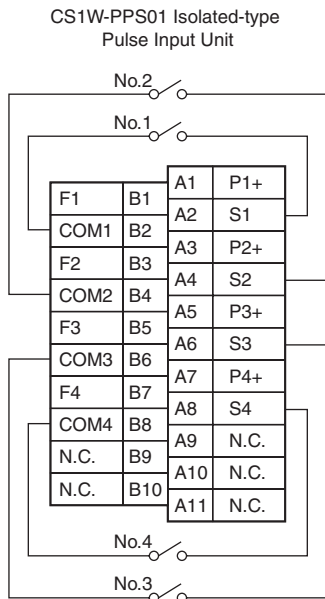 CS1W-PPS01 Isolated-type
Pulse Input Unit
No.2
No.1
A1 P1+
F1 B1
A2 S1
COM1 B2
A3 P2+
F2 B3
A4 S2
COM2 B4
A5 P3+
F3 B5
A6 S3
COM3 B6
A7 P4+
F4 B7
A8 S4
COM4 B8
A9 N.C.
N.C. B9
A10 N.C.
N.C. B10
A11 N.C.
No.4
No.3